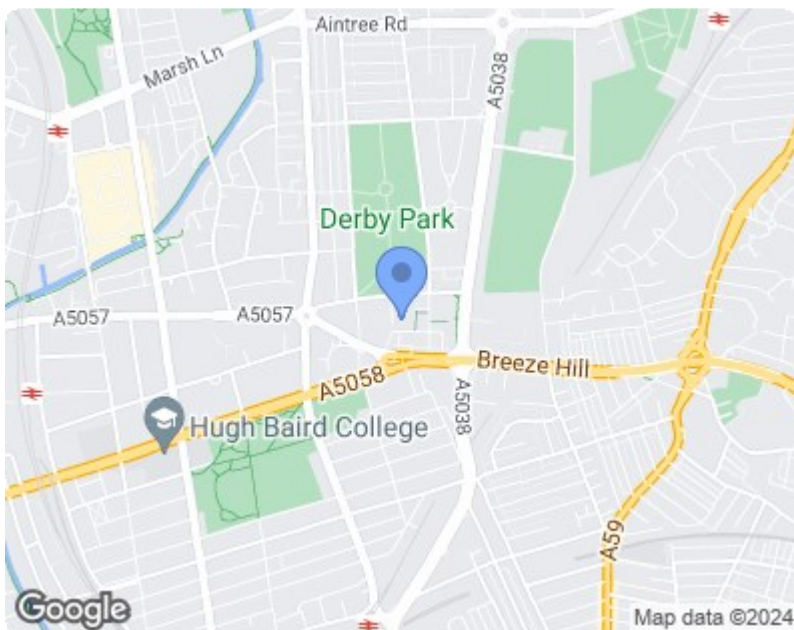 Aintree Rd
Marsh Ln
A5038
Derby Park
A5057
A5057
Breeze Hill
A5058
A5038
Hugh Baird College
A59
Google
Map data ©2024